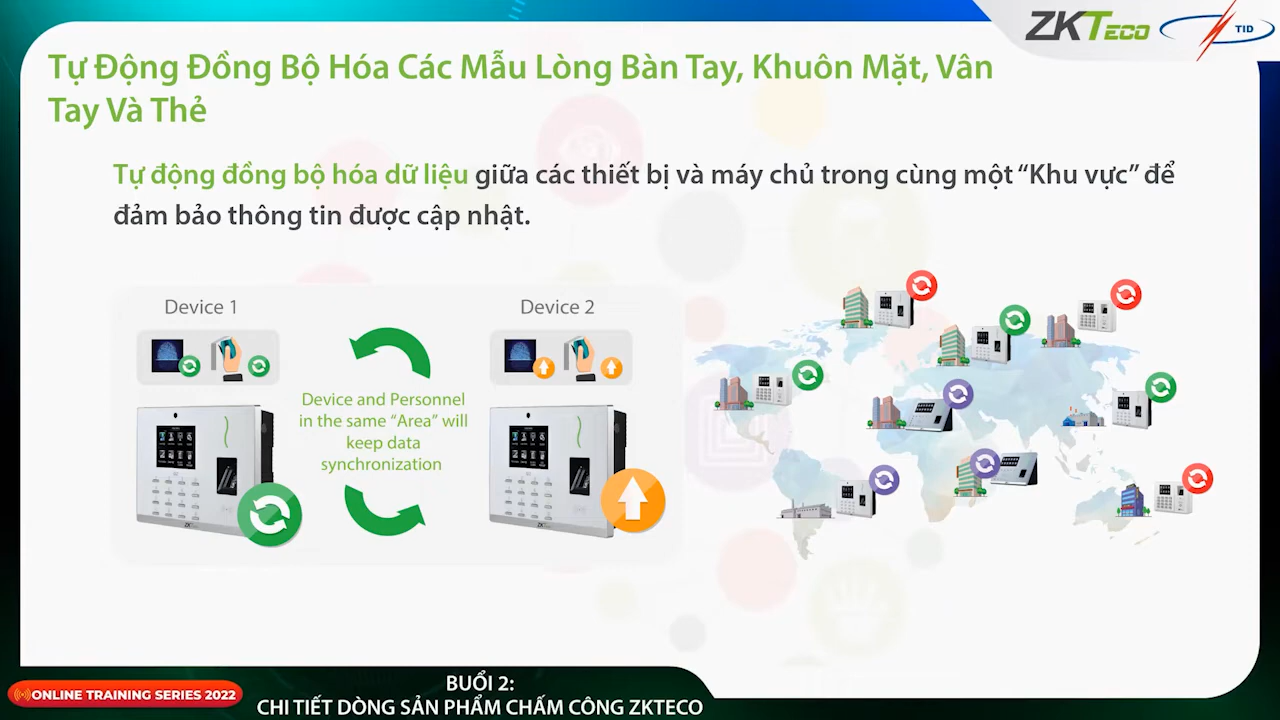 ZKTECO
TID
Tự Động Đồng Bộ Hóa Các Mẫu Lòng Bàn Tay, Khuôn Mặt, Vân
Tay Và Thẻ
Tự động đồng bộ hóa dữ liệu giữa các thiết bị và máy chủ trong cùng một “Khu vực” để
đảm bảo thông tin được cập nhật.
Device 1
Device 2
Device and Personnel
in the same “Area” will
keep data
synchronization
ZKTECO
ONLINE TRAINING SERIES 2022
BUỔI 2:
CHI TIẾT DÒNG SẢN PHẨM CHẤM CÔNG ZKTECO